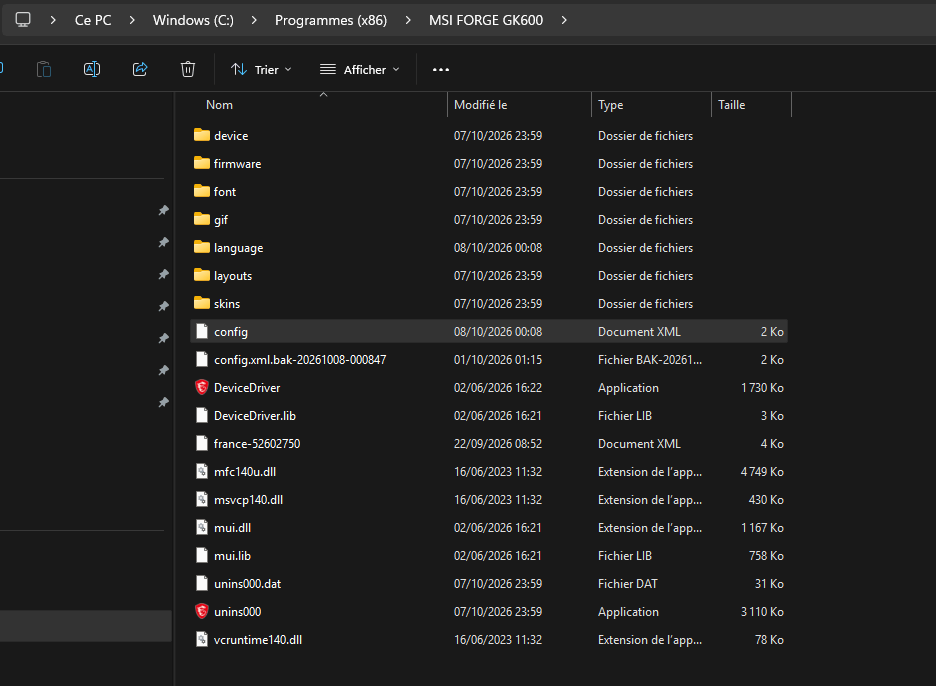 Ce PC > Windows (C:) > Programmes (x86) > MSI FORGE GK600 >
Trier Afficher
Nom Modifié le Type Taille
device 07/10/2026 23:59 Dossier de fichiers
firmware 07/10/2026 23:59 Dossier de fichiers
font 07/10/2026 23:59 Dossier de fichiers
gif 07/10/2026 23:59 Dossier de fichiers
language 08/10/2026 00:08 Dossier de fichiers
layouts 07/10/2026 23:59 Dossier de fichiers
skins 07/10/2026 23:59 Dossier de fichiers
config 08/10/2026 00:08 Document XML 2 Ko
config.xml.bak-20261008-000847 01/10/2026 01:15 Fichier BAK-20261... 2 Ko
DeviceDriver 02/06/2026 16:22 Application 1 730 Ko
DeviceDriver.lib 02/06/2026 16:21 Fichier LIB 3 Ko
france-52602750 22/09/2026 08:52 Document XML 4 Ko
mfc140u.dll 16/06/2023 11:32 Extension de l'app... 4 749 Ko
msvcp140.dll 16/06/2023 11:32 Extension de l'app... 430 Ko
mui.dll 02/06/2026 16:21 Extension de l'app... 1 167 Ko
mui.lib 02/06/2026 16:21 Fichier LIB 758 Ko
unins000.dat 07/10/2026 23:59 Fichier DAT 31 Ko
unins000 07/10/2026 23:59 Application 3 110 Ko
vcruntime140.dll 16/06/2023 11:32 Extension de l'app... 78 Ko